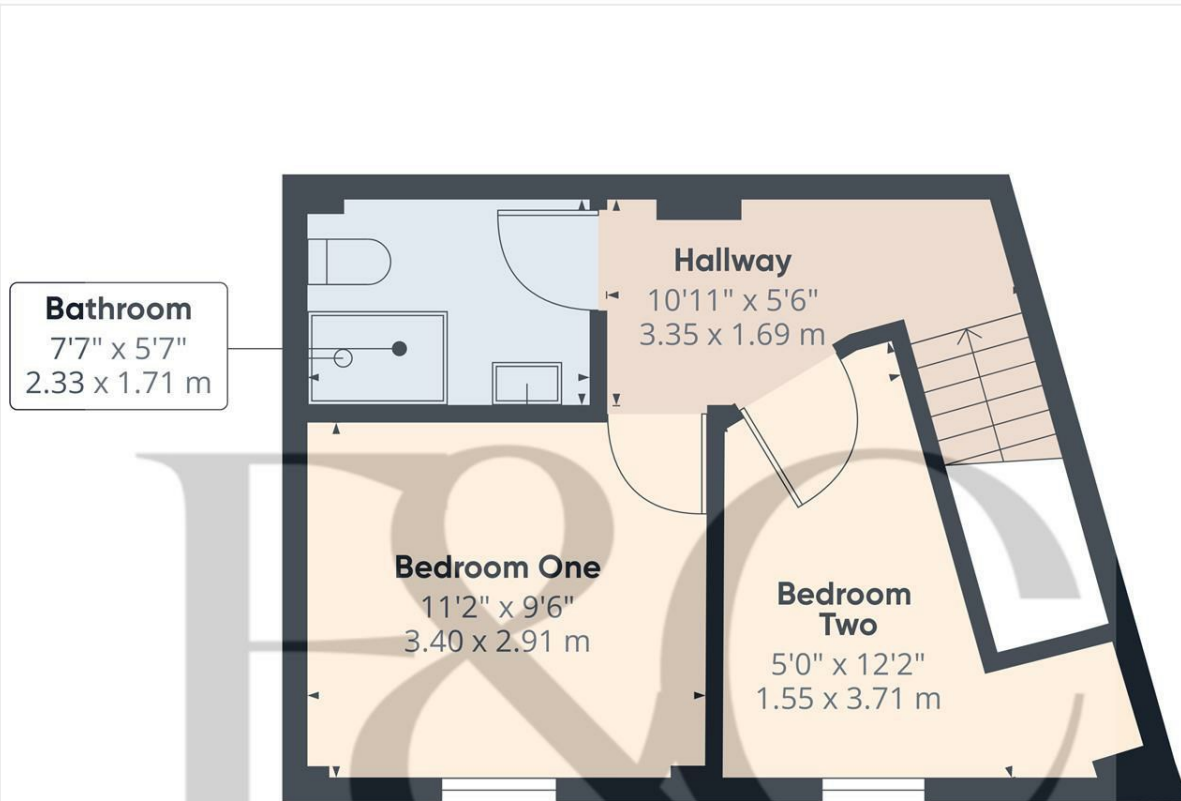 Bathroom
7'7" x 5'7"
2.33 x 1.71 m
Hallway
10'11" x 5'6"
3.35 x 1.69 m
Bedroom One
11'2" x 9'6"
3.40 x 2.91 m
Bedroom
Two
5'0" x 12'2"
1.55 x 3.71 m
F&C